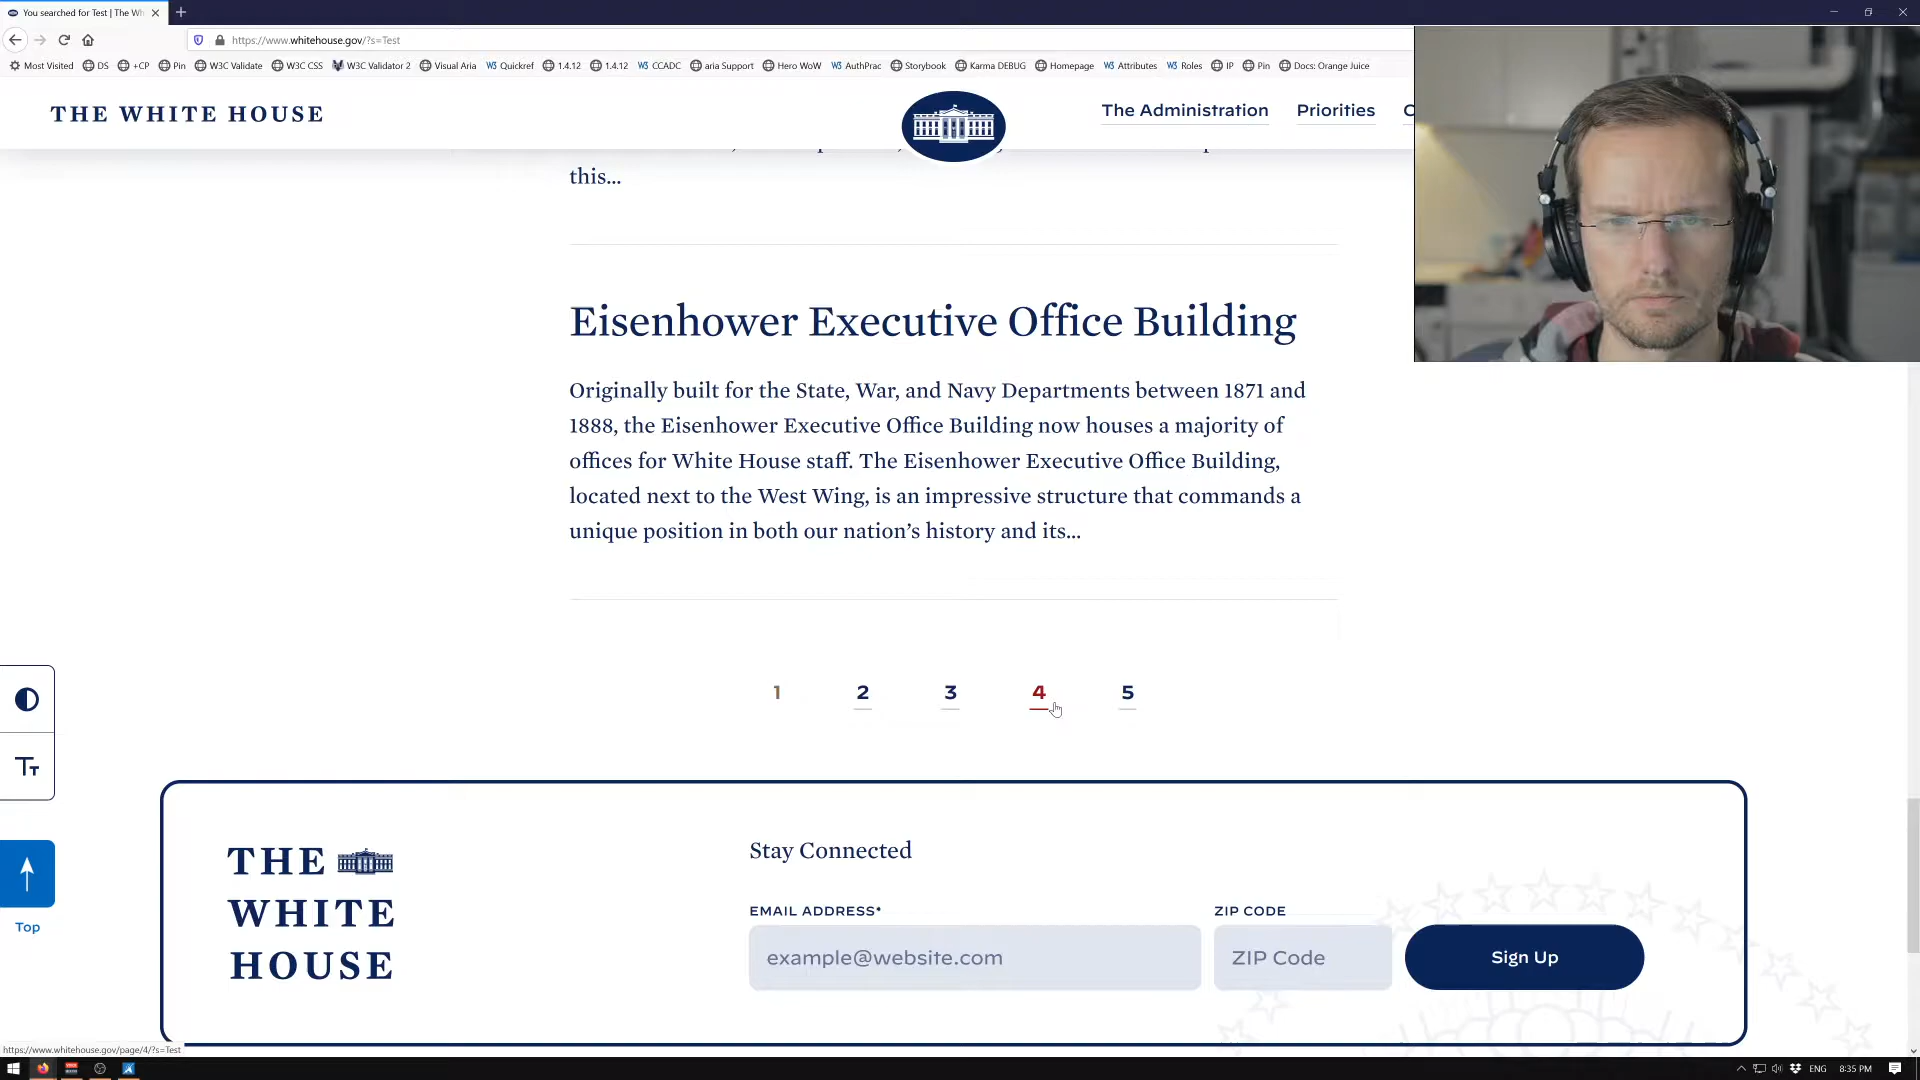 You searched for Test | The Wh
https://www.whitehouse.gov/?s=Test
Most Visited DS +CP Pin W3C Validate W3C CSS W3C Validator 2 Visual Aria Quickref 1.4.12 1.4.12 CCADC aria Support Hero WoW AuthPrac Storybook Karma DEBUG Homepage Attributes Roles IP Pin Docs: Orange Juice
THE WHITE HOUSE
The Administration Priorities
this…
Eisenhower Executive Office Building
Originally built for the State, War, and Navy Departments between 1871 and
1888, the Eisenhower Executive Office Building now houses a majority of
offices for White House staff. The Eisenhower Executive Office Building,
located next to the West Wing, is an impressive structure that commands a
unique position in both our nation’s history and its…
1 2 3 4 5
Tт
Top
THE
WHITE
HOUSE
Stay Connected
EMAIL ADDRESS*
ZIP CODE
example@website.com
ZIP Code
Sign Up
https://www.whitehouse.gov/page/4/?s=Test
ENG 8:35 PM